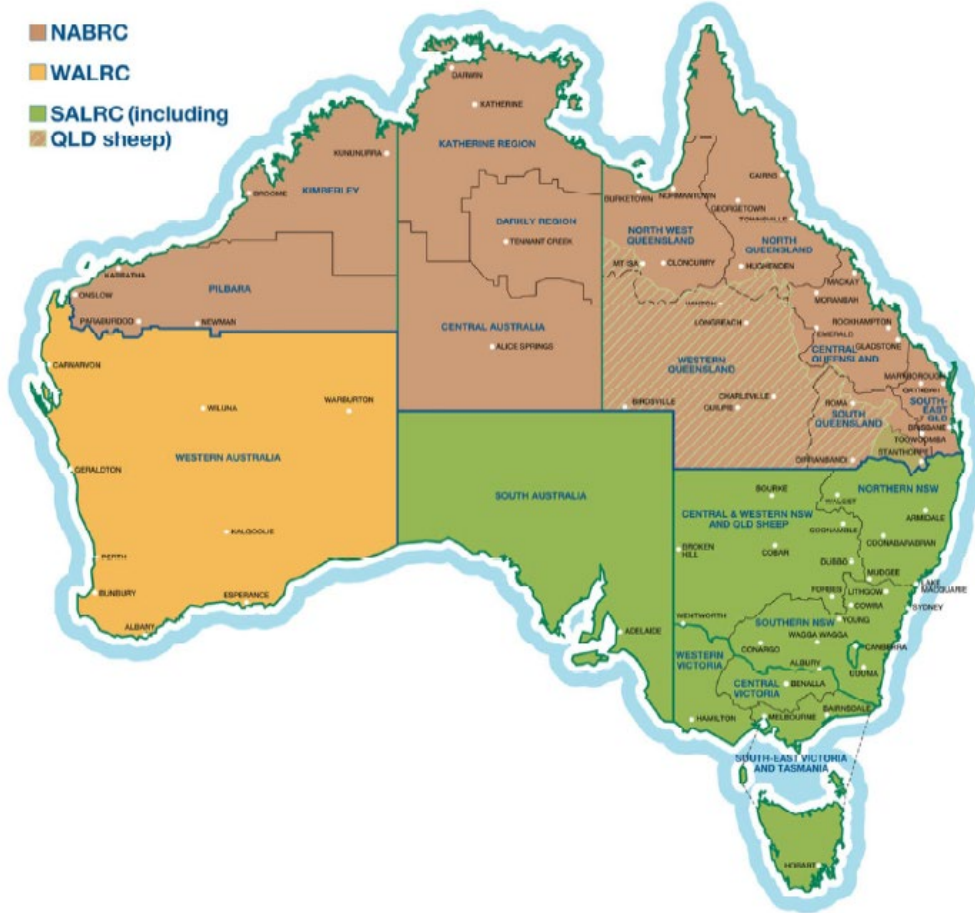 NABRC
WALRC
SALRC (including
QLD sheep)
DARWIN
KATHERINE
KATHERINE REGION
KUNUNURRA
KIMBERLEY
BROOME
DARKLY REGION
TENNANT CREEK
CAIRNS
BURKETOWN
NORMANTOWN
GEORGETOWN
TOWNSVILLE
NORTH WEST
QUEENSLAND
NORTH
QUEENSLAND
MT ISA
CLONCURRY
HUGHENDEN
KARRATHA
PILBARA
ONSLOW
MACKAY
MORANBAH
PARABURDOO
NEWMAN
CENTRAL AUSTRALIA
ALICE SPRINGS
LONGREACH
EMERALD
ROCKHAMPTON
GLADSTONE
CENTRAL
QUEENSLAND
WESTERN
QUEENSLAND
CARNARVON
MARYBOROUGH
WILUNA
WARBURTON
BIRDSVILLE
CHARLEVILLE
QUILPIE
ROMA
SOUTH
QUEENSLAND
SOUTH-
EAST QLD
BRISBANE
TOOWOOMBA
STANTHORPE
DIRRANBANDI
WESTERN AUSTRALIA
GERALDTON
SOUTH AUSTRALIA
BOURKE
WALGET
NORTHERN NSW
CENTRAL & WESTERN NSW
AND QLD SHEEP
ARMIDALE
COONAMBLE
COONABARABRAN
KALGOOLIE
BROKEN
HILL
COBAR
DUBBO
MUDGEE
PERTH
BUNBURY
ESPERANCE
ALBANY
LAKE
MACQUARIE
FORBES
LITHGOW
COWRA
SYDNEY
WENTWORTH
SOUTHERN NSW
YOUNG
WAGGA WAGGA
ADELAIDE
CONARGO
CANBERRA
WESTERN
VICTORIA
ALBURY
COOMA
CENTRAL
VICTORIA
BENALLA
BAIRNSDALE
HAMILTON
MELBOURNE
SOUTH-EAST VICTORIA
AND TASMANIA
HOBART